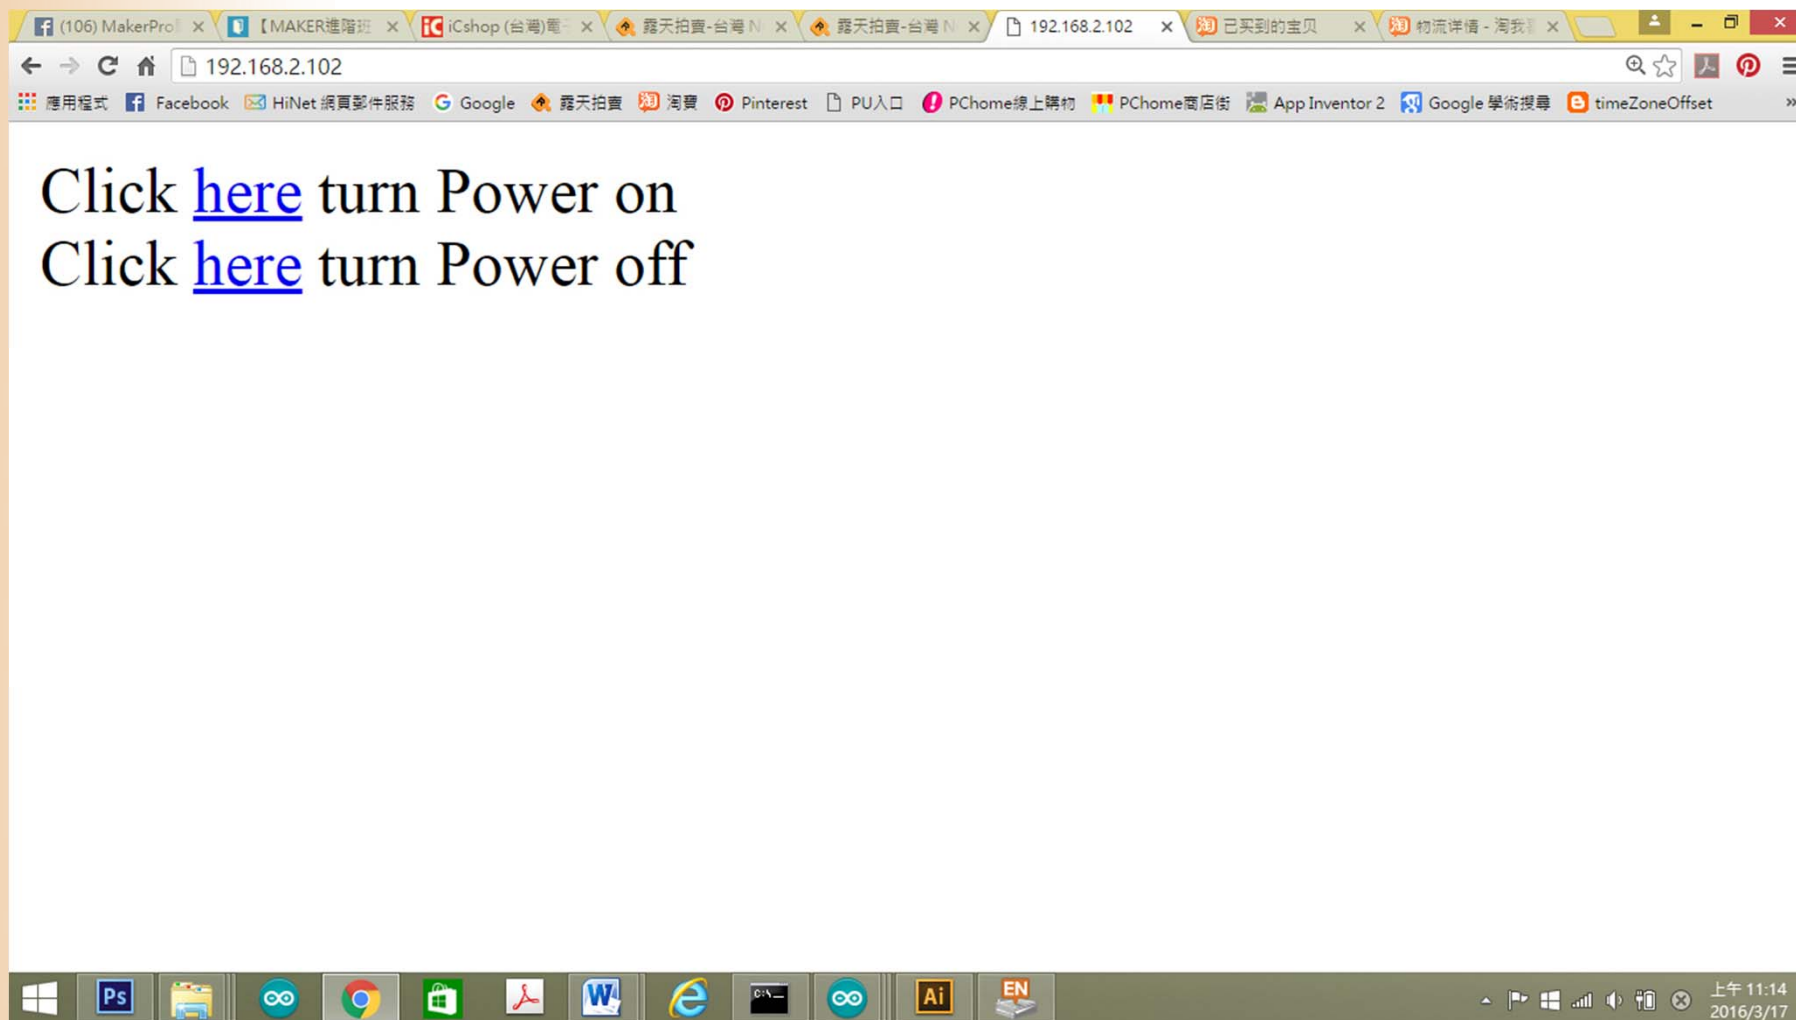 (106) MakerPro 【MAKER進階班 iCshop (台灣)電子 露天拍賣-台灣 N 露天拍賣-台灣 N 192.168.2.102 已买到的宝贝 物流详情 - 淘我
192.168.2.102
應用程式 Facebook HiNet 網頁郵件服務 Google 露天拍賣 淘寶 Pinterest PU入口 PChome線上購物 PChome商店街 App Inventor 2 Google 學術搜尋 timeZoneOffset »
Click here turn Power on
Click here turn Power off
Ps W C:\_ Ai EN
上午 11:14
2016/3/17